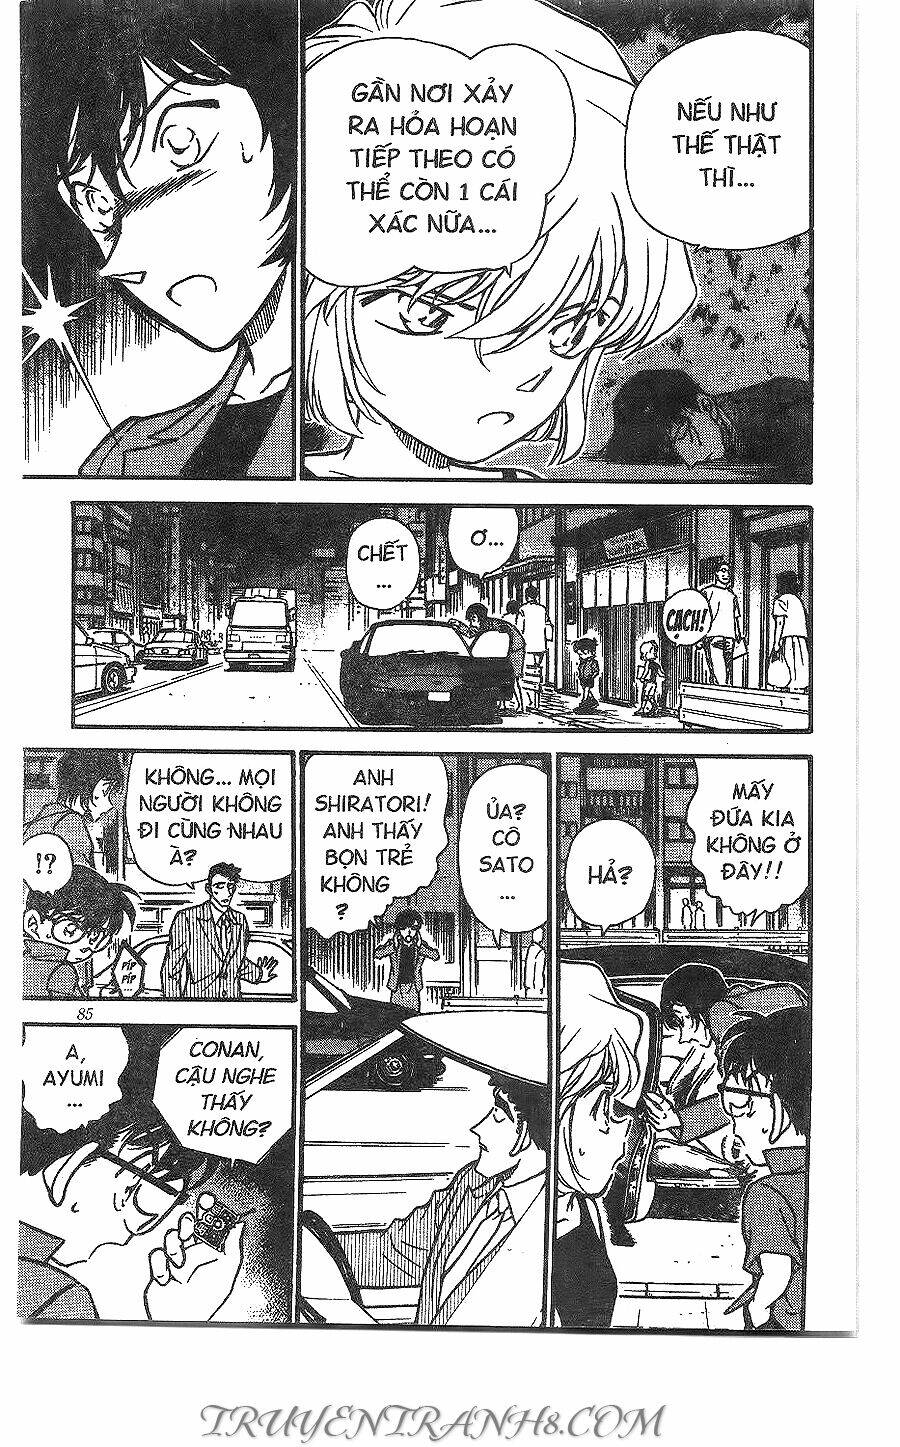 NẾU NHƯ
THẾ THẬT
THÌ...
GẦN NƠI XẢY
RA HỎA HOẠN
TIẾP THEO CÓ
THỂ CÒN 1 CÁI
XÁC NỮA...
CẠCH!
Ơ...
CHẾT
...
MẤY
ĐỨA KIA
KHÔNG Ở
ĐÂY!!
HẢ?
ỦA?
CÔ
SATO
...
ANH
SHIRATORI!
ANH THẤY
BỌN TRẺ
KHÔNG
?
KHÔNG... MỌI
NGƯỜI KHÔNG
ĐI CÙNG NHAU
À?
!?
PÍP
PÍP
...
CONAN,
CẬU NGHE
THẤY
KHÔNG?
A,
AYUMI
...
85
TRUYENTRANH8.COM